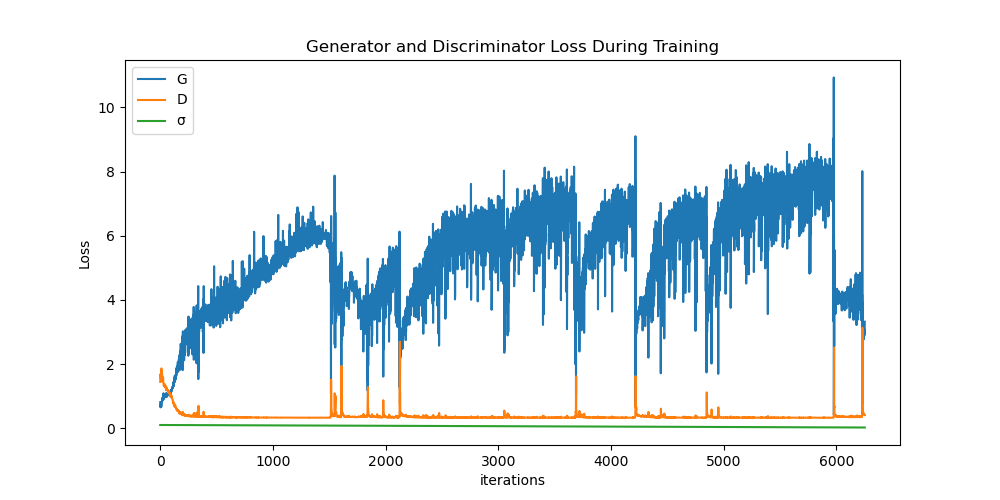 Generator and Discriminator Loss During Training
G
D
σ
Loss
10
8
6
4
2
0
0 1000 2000 3000 4000 5000 6000
iterations